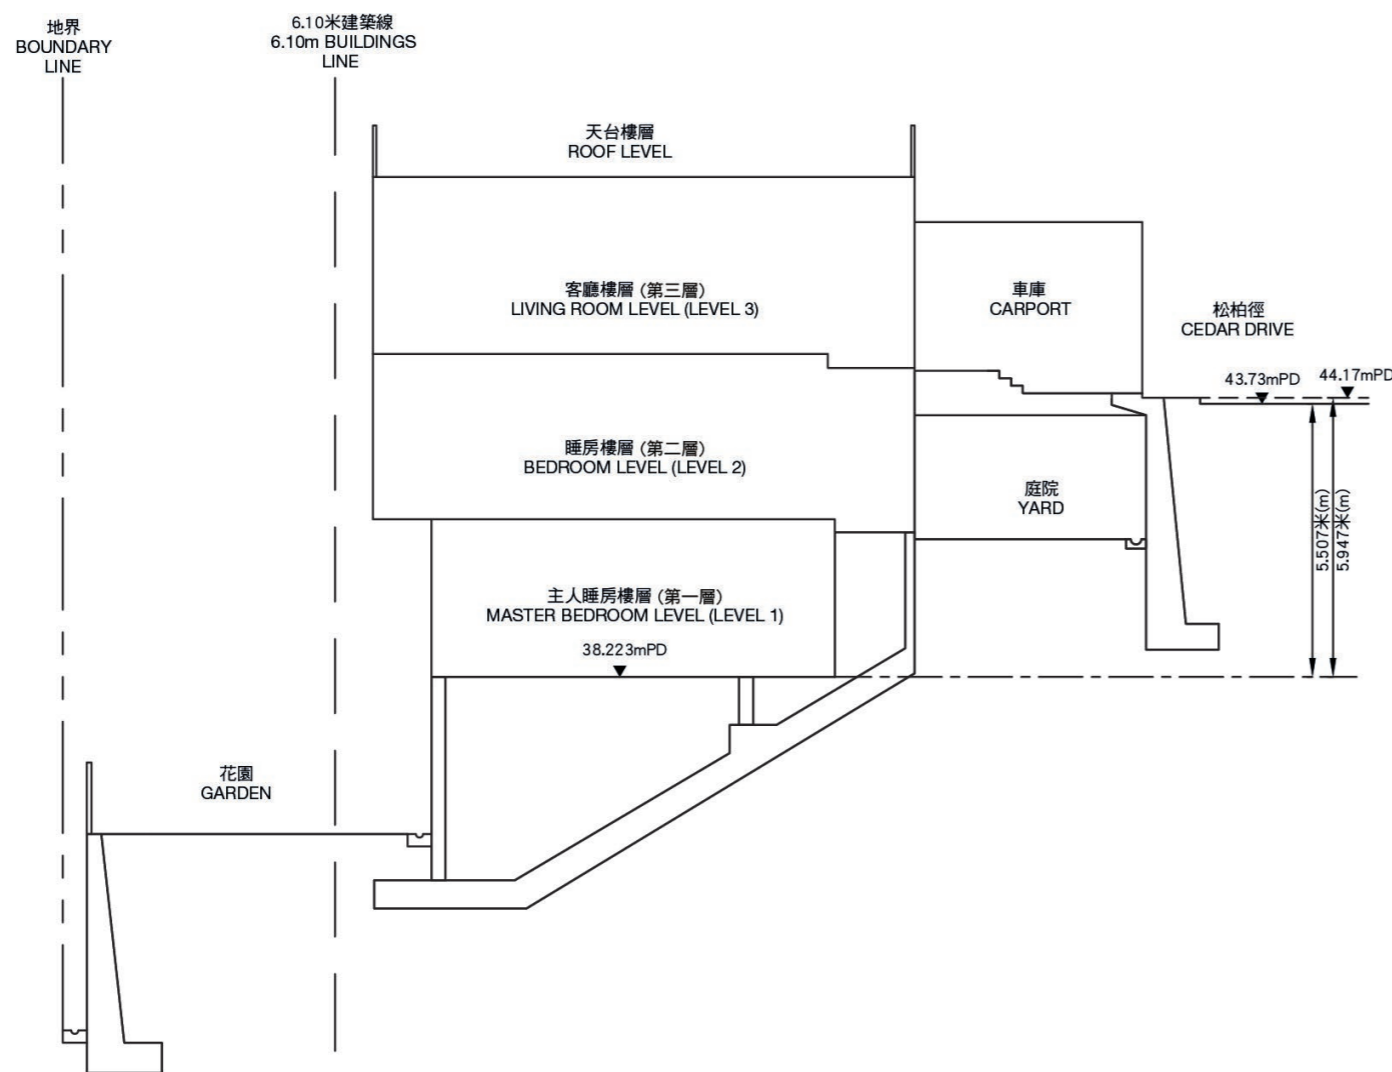 地界
BOUNDARY
LINE
6.10米建築線
6.10m BUILDINGS
LINE
天台樓層
ROOF LEVEL
客廳樓層 (第三層)
LIVING ROOM LEVEL (LEVEL 3)
車庫
CARPORT
松柏徑
CEDAR DRIVE
43.73mPD
44.17mPD
睡房樓層 (第二層)
BEDROOM LEVEL (LEVEL 2)
庭院
YARD
5.507米(m)
5.947米(m)
主人睡房樓層 (第一層)
MASTER BEDROOM LEVEL (LEVEL 1)
38.223mPD
花園
GARDEN